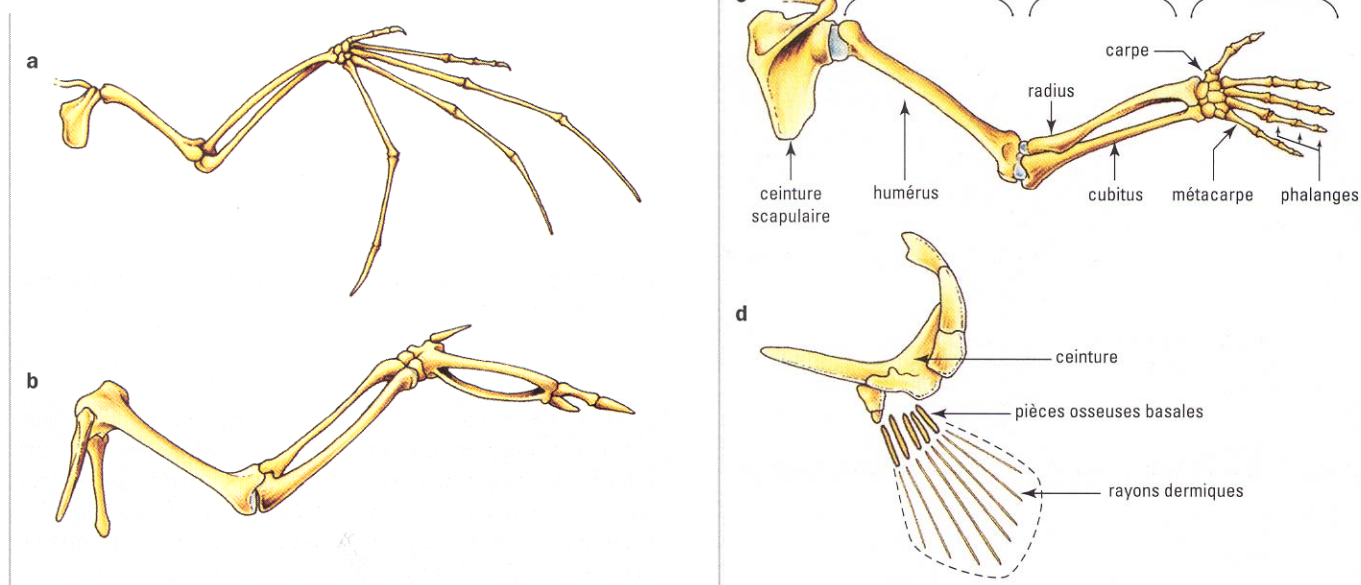 a
carpe
radius
ceinture
scapulaire
humérus
cubitus
métacarpe
phalanges
b
d
ceinture
pièces osseuses basales
rayons dermiques